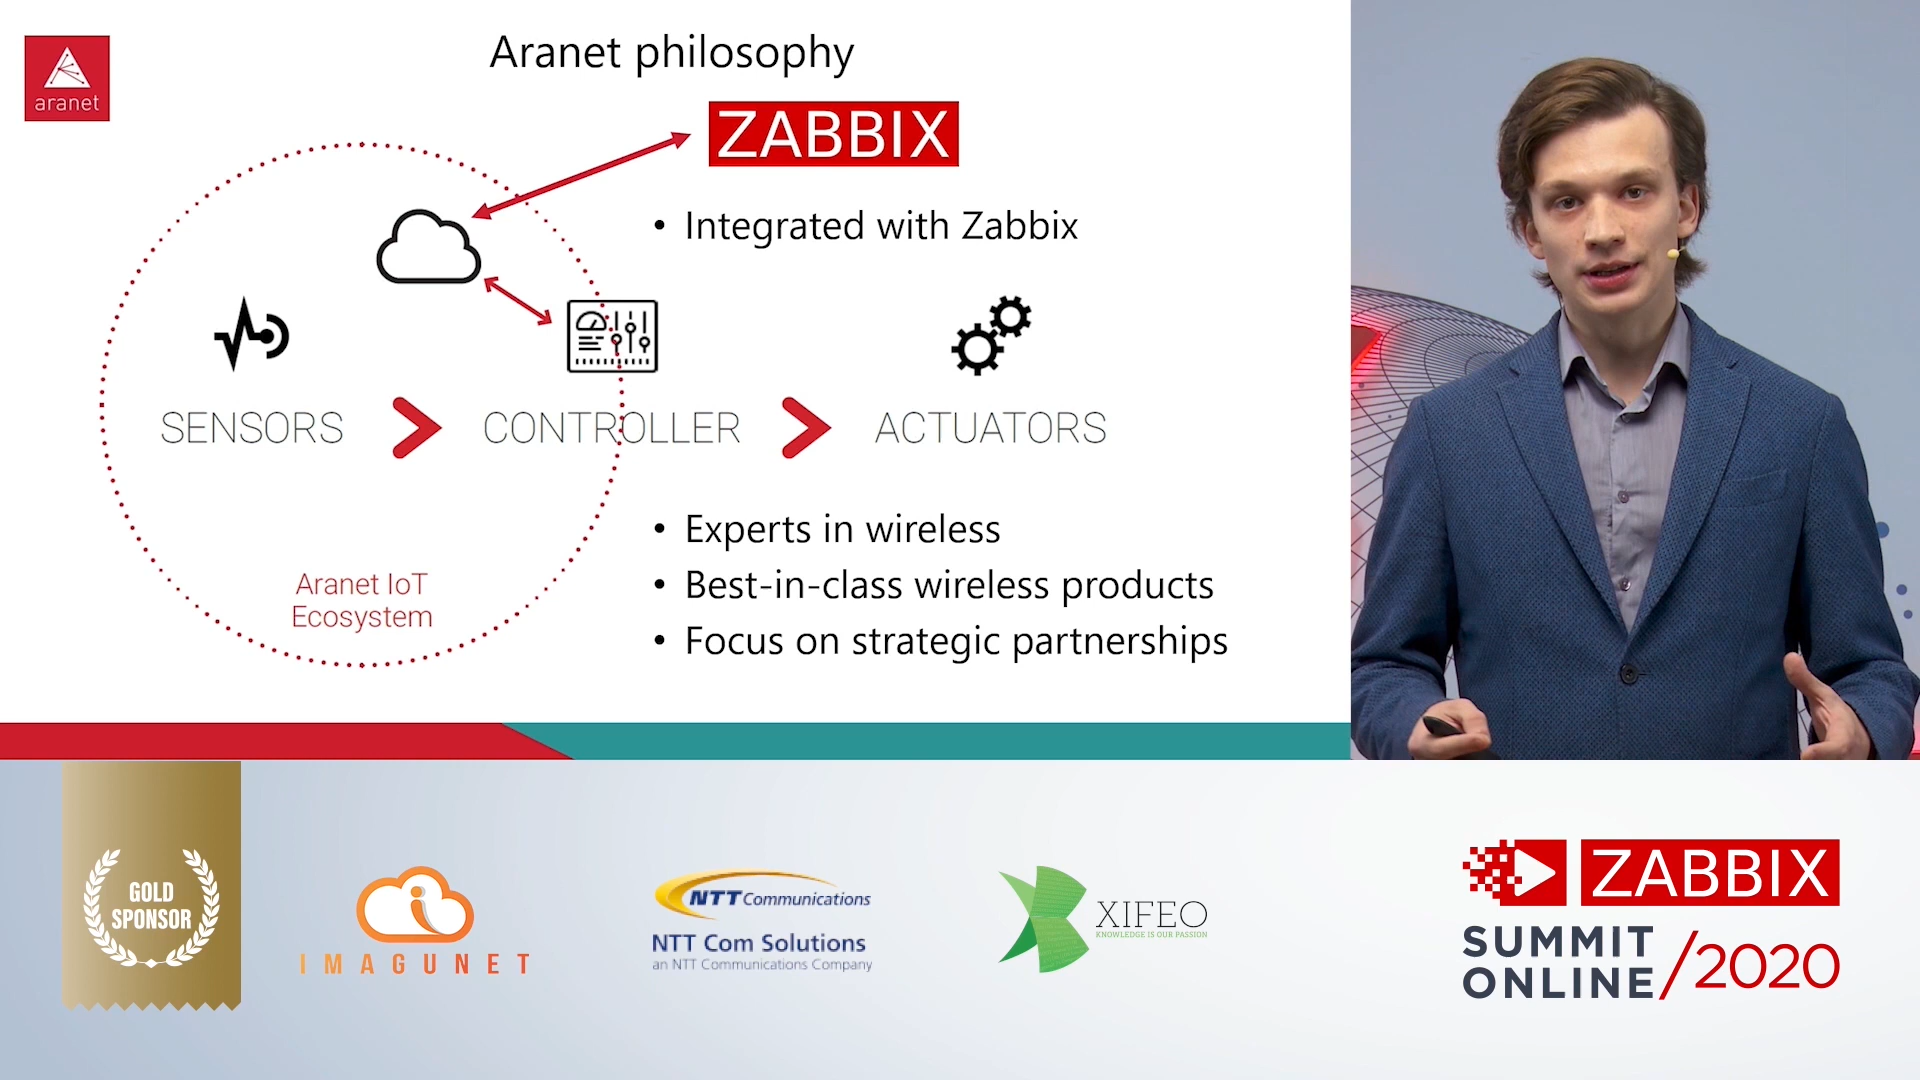 Aranet philosophy
aranet
ZABBIX
• Integrated with Zabbix
SENSORS
CONTROLLER
ACTUATORS
• Experts in wireless
• Best-in-class wireless products
• Focus on strategic partnerships
Aranet IoT
Ecosystem
GOLD
SPONSOR
IMAGUNET
NTT Communications
NTT Com Solutions
an NTT Communications Company
XIFEO
KNOWLEDGE IS OUR PASSION
ZABBIX
SUMMIT
ONLINE /2020